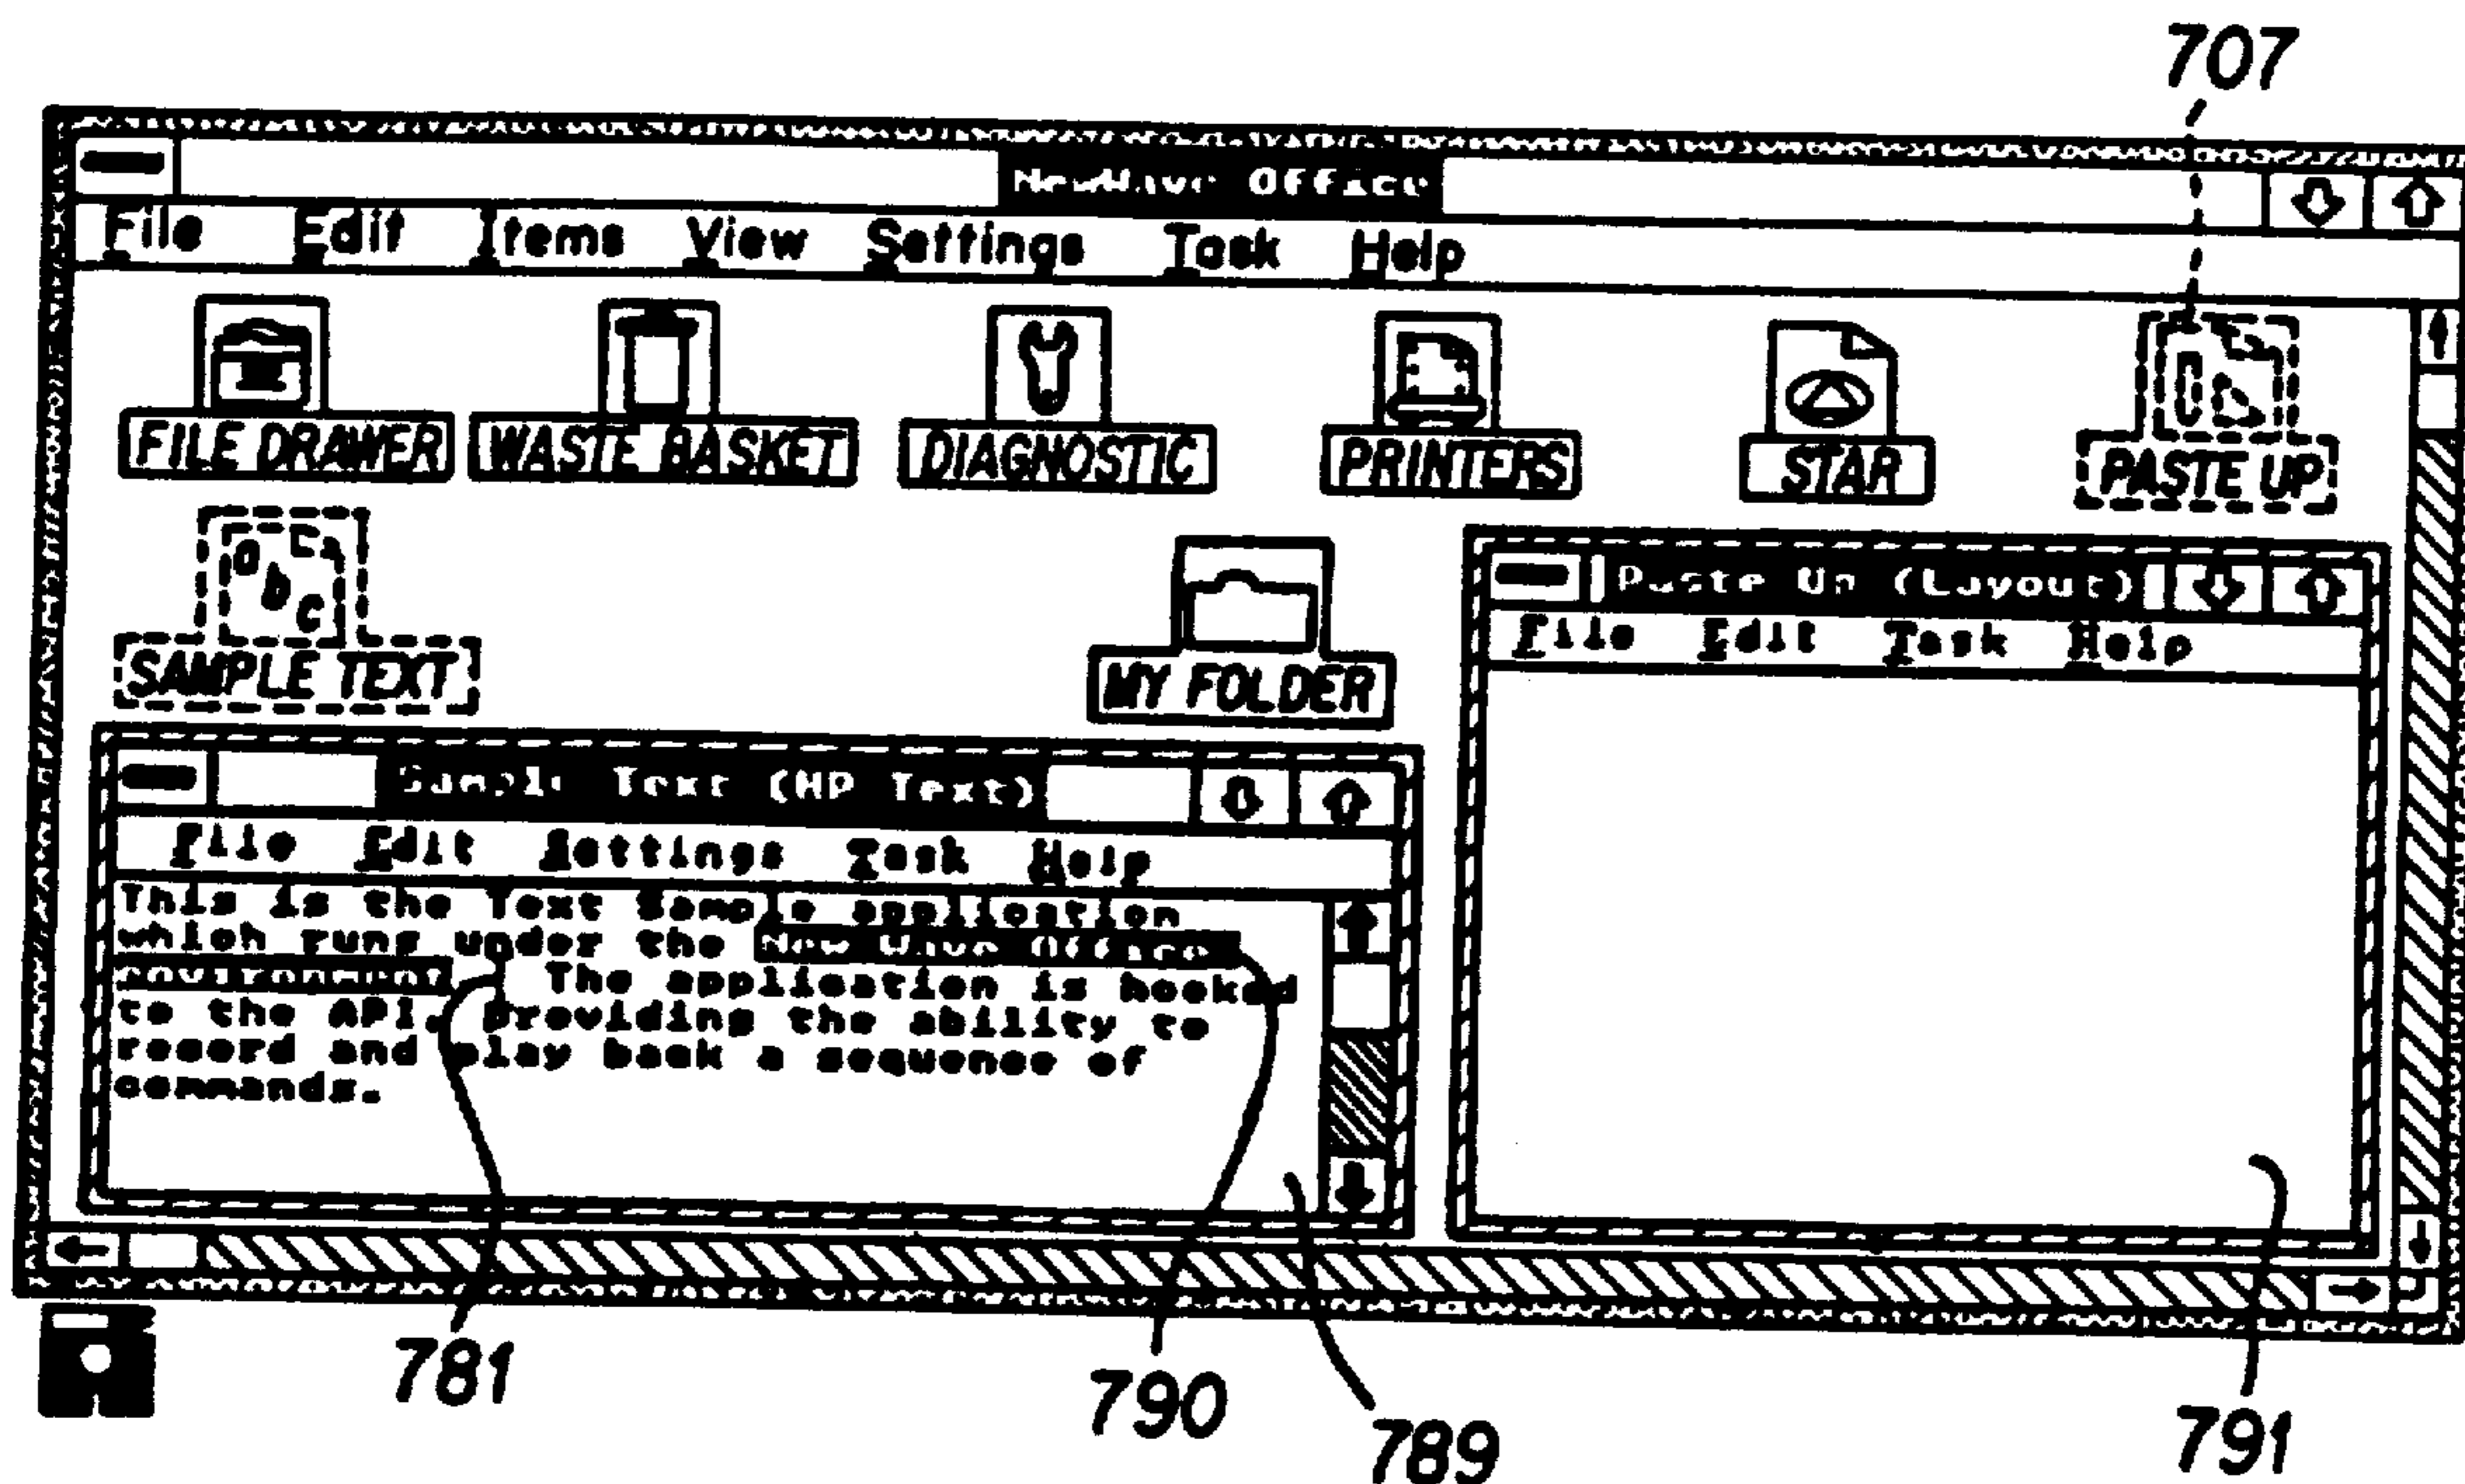 707
NewWave Office
File Edit Items View Settings Task Help
FILE DRAWER WASTE BASKET DIAGNOSTIC PRINTERS STAR PASTE UP
SAMPLE TEXT MY FOLDER
Paste Up (Layout)
File Edit Task Help
Sample Text (HP Text)
File Edit Settings Task Help
This is the Text Sample application
which runs under the New Wave Office
environment. The application is hooked
to the API. Providing the ability to
record and play back a sequence of
commands.
781
790
789
791